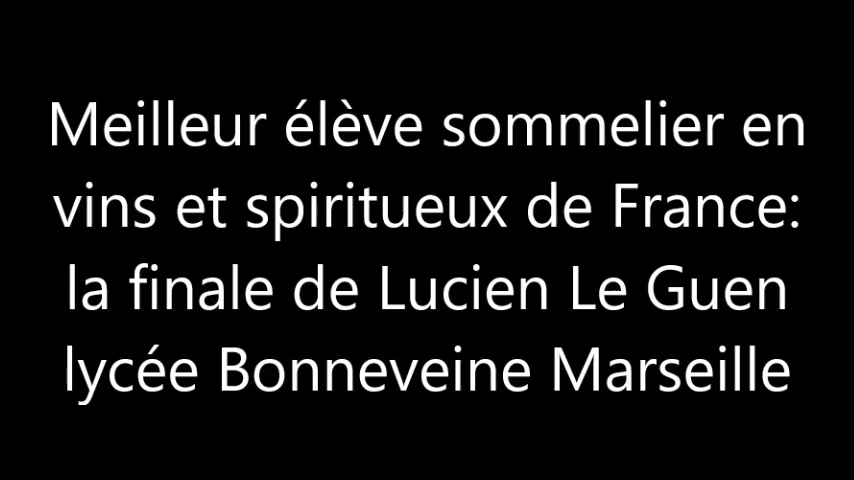 Meilleur élève sommelier en
vins et spiritueux de France:
la finale de Lucien Le Guen
lycée Bonneveine Marseille